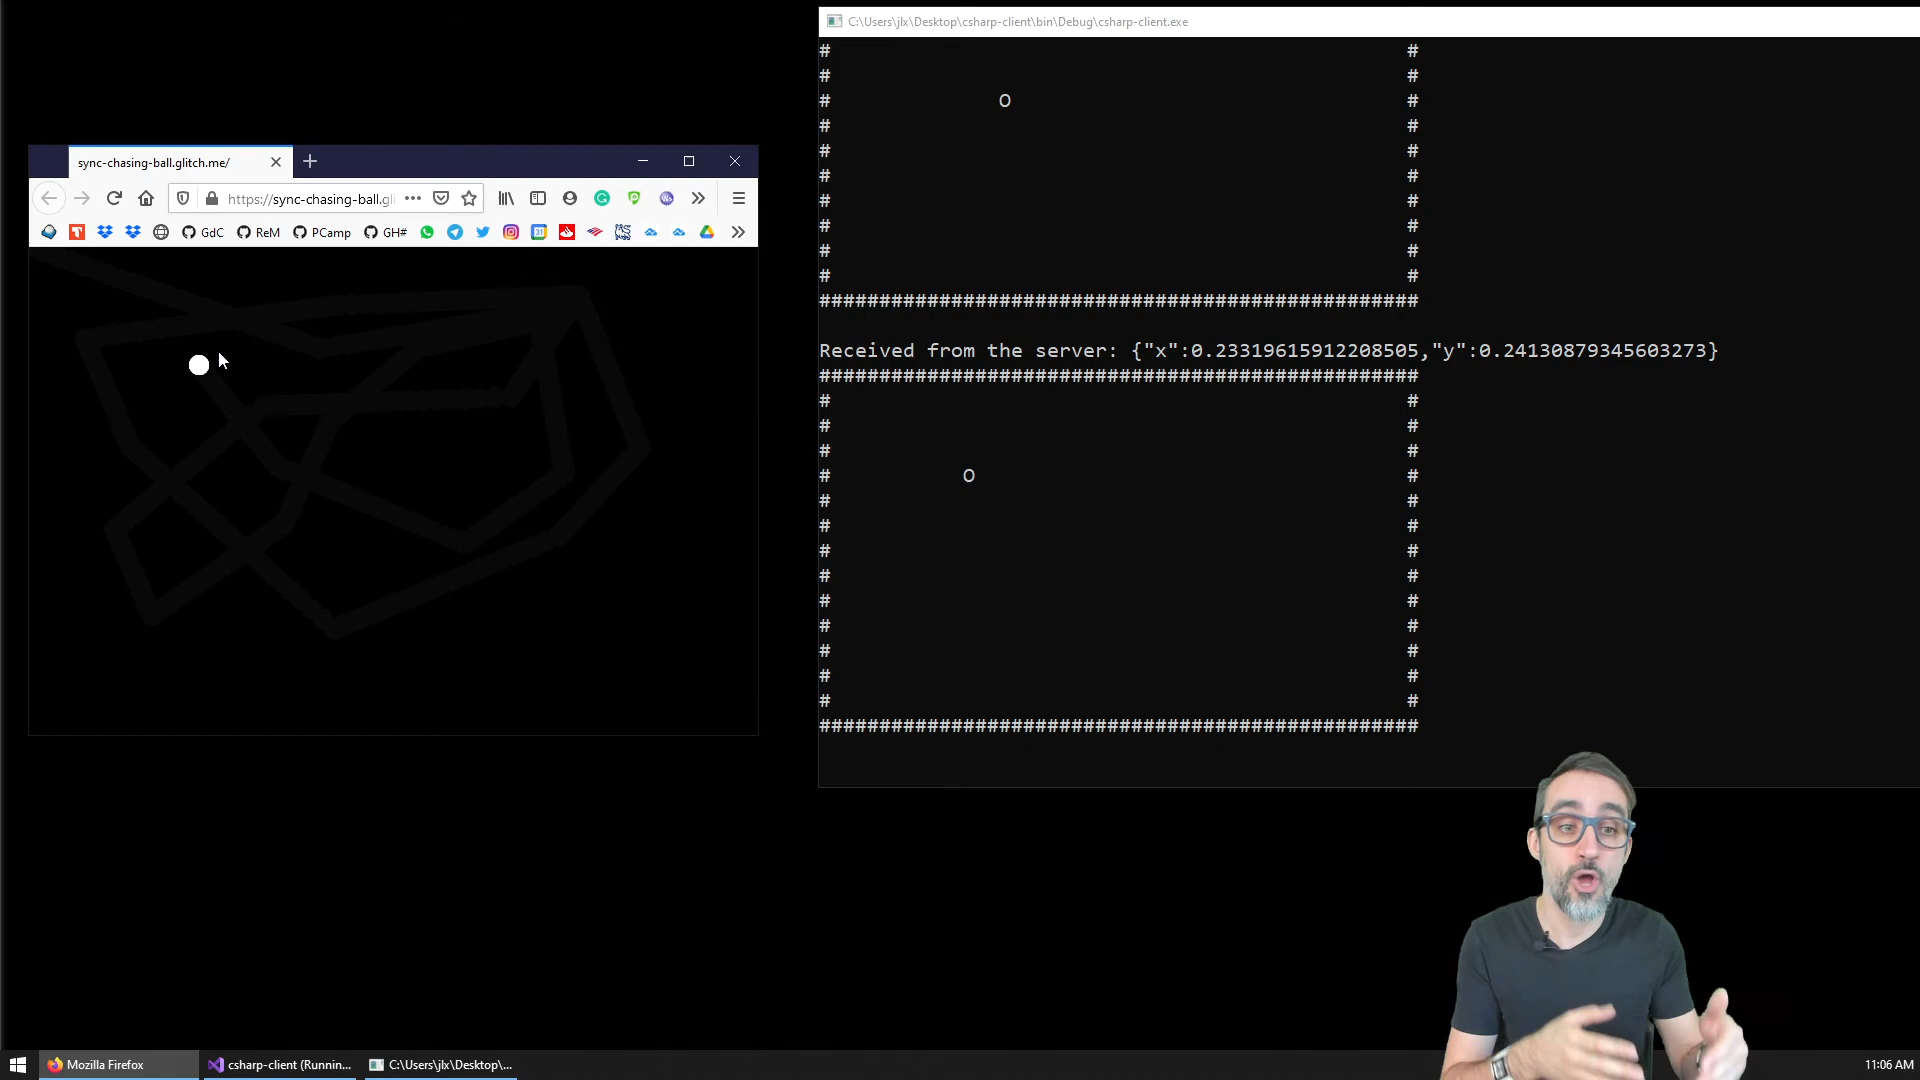 C:\Users\jlx\Desktop\csharp-client\bin\Debug\csharp-client.exe
# #
# #
# O #
# #
# #
# #
# #
# #
# #
# #
##################################################
Received from the server: {"x":0.23319615912208505,"y":0.24130879345603273}
##################################################
# #
# #
# #
# O #
# #
# #
# #
# #
# #
# #
# #
# #
# #
##################################################
sync-chasing-ball.glitch.me/
https://sync-chasing-ball.gl
GdC ReM PCamp GH#
Mozilla Firefox
csharp-client (Runnin...
C:\Users\jlx\Desktop\...
11:06 AM